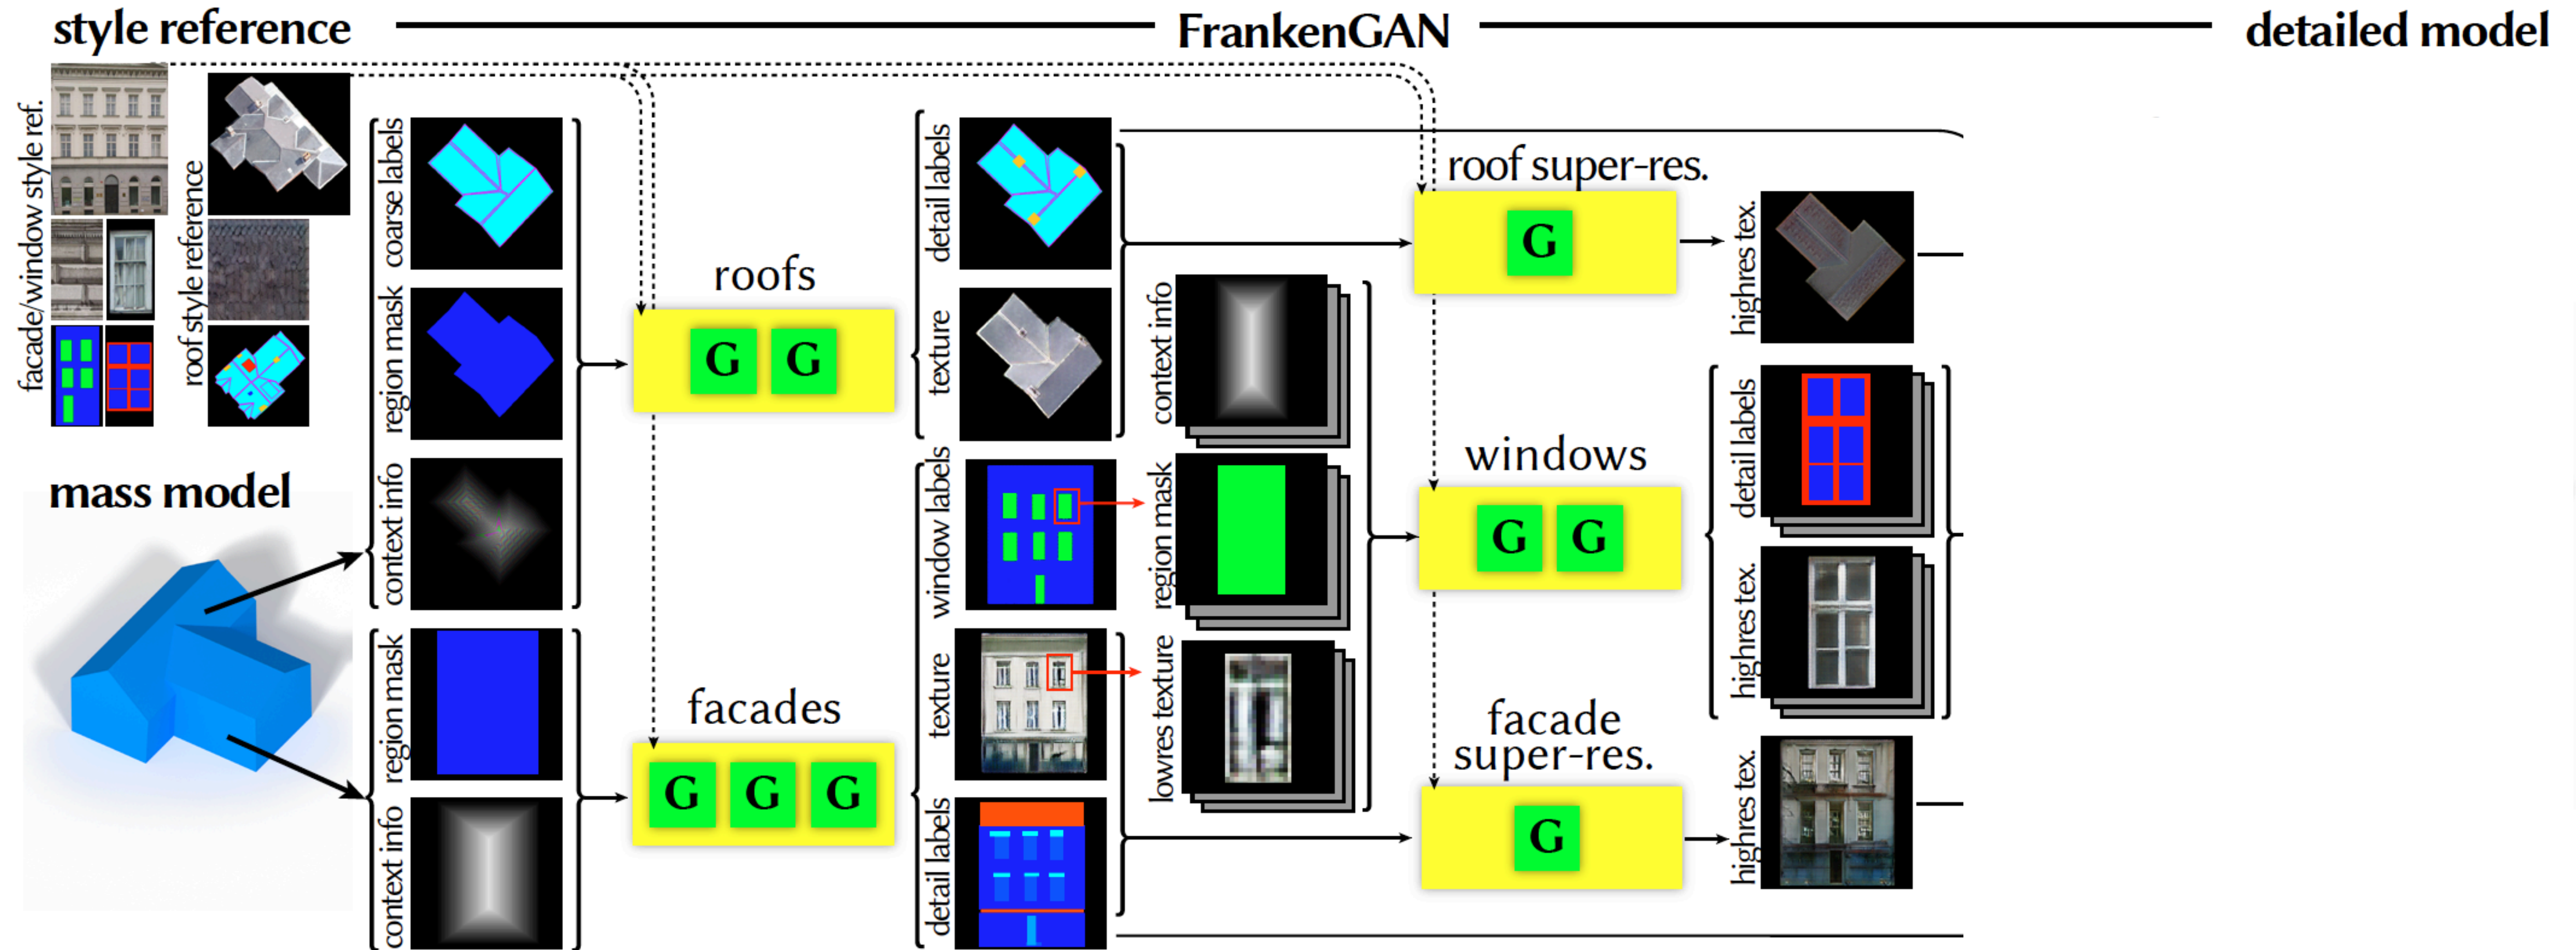 style reference
FrankenGAN
detailed model
facade/window style ref.
roof style reference
mass model
coarse labels
region mask
context info
region mask
context info
roofs
G G
facades
G G G
detail labels
texture
window labels
texture
detail labels
context info
region mask
lowres texture
roof super-res.
G
windows
G G
facade
super-res.
G
highres tex.
detail labels
highres tex.
highres tex.